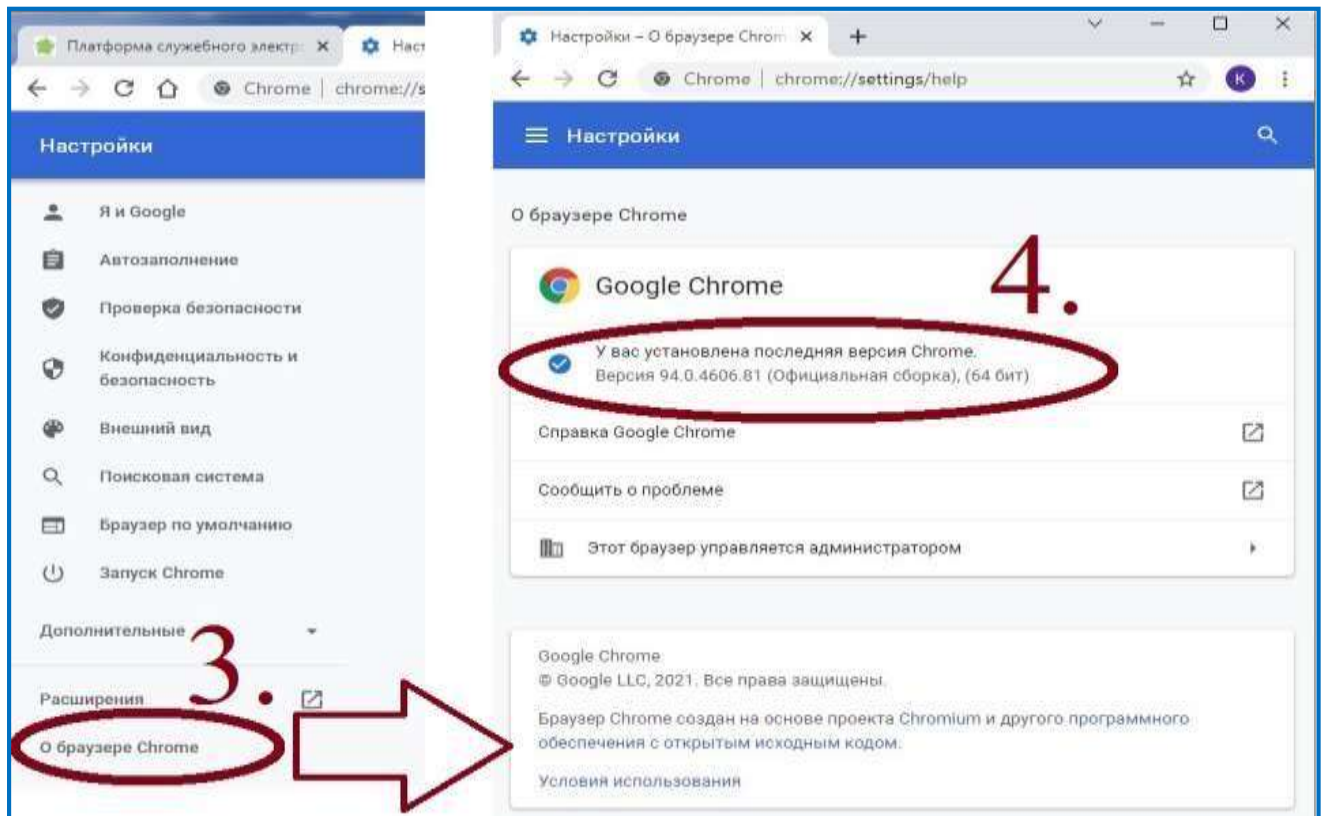 Платформа служебного электр
Наст
Chrome | chrome://s
Настройки
Я и Google
Автозаполнение
Проверка безопасности
Конфиденциальность и
безопасность
Внешний вид
Поисковая система
Браузер по умолчанию
Запуск Chrome
Дополнительные
3.
Расширения
О браузере Chrome
Настройки – О браузере Chrom
Chrome | chrome://settings/help
K
Настройки
О браузере Chrome
Google Chrome
4.
У вас установлена последняя версия Chrome.
Версия 94.0.4606.81 (Официальная сборка), (64 бит)
Справка Google Chrome
Сообщить о проблеме
Этот браузер управляется администратором
Google Chrome
© Google LLC, 2021. Все права защищены.
Браузер Chrome создан на основе проекта Chromium и другого программного
обеспечения с открытым исходным кодом.
Условия использования